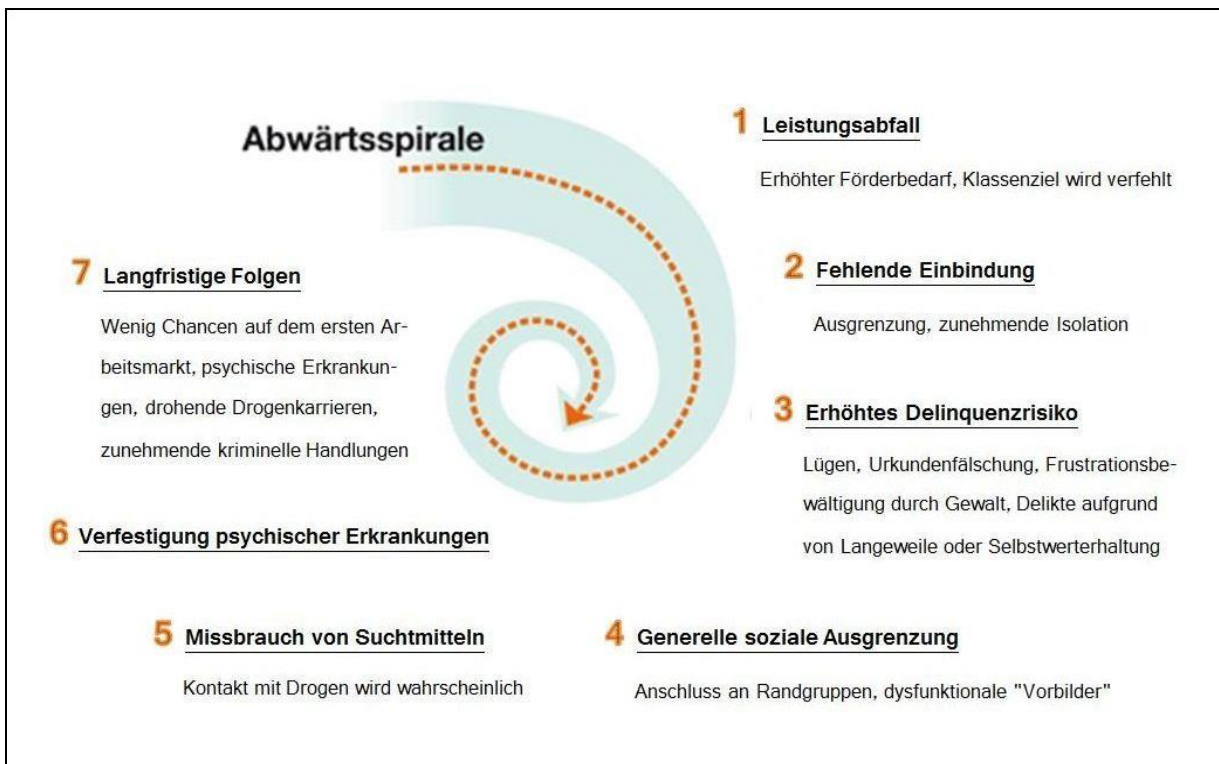 Abwärtsspirale
1 Leistungsabfall
Erhöhter Förderbedarf, Klassenziel wird verfehlt
2 Fehlende Einbindung
Ausgrenzung, zunehmende Isolation
3 Erhöhtes Delinquenzrisiko
Lügen, Urkundenfälschung, Frustrationsbe-
wältigung durch Gewalt, Delikte aufgrund
von Langeweile oder Selbstwerterhaltung
4 Generelle soziale Ausgrenzung
Anschluss an Randgruppen, dysfunktionale "Vorbilder"
5 Missbrauch von Suchtmitteln
Kontakt mit Drogen wird wahrscheinlich
6 Verfestigung psychischer Erkrankungen
7 Langfristige Folgen
Wenig Chancen auf dem ersten Ar-
beitsmarkt, psychische Erkrankun-
gen, drohende Drogenkarrieren,
zunehmende kriminelle Handlungen